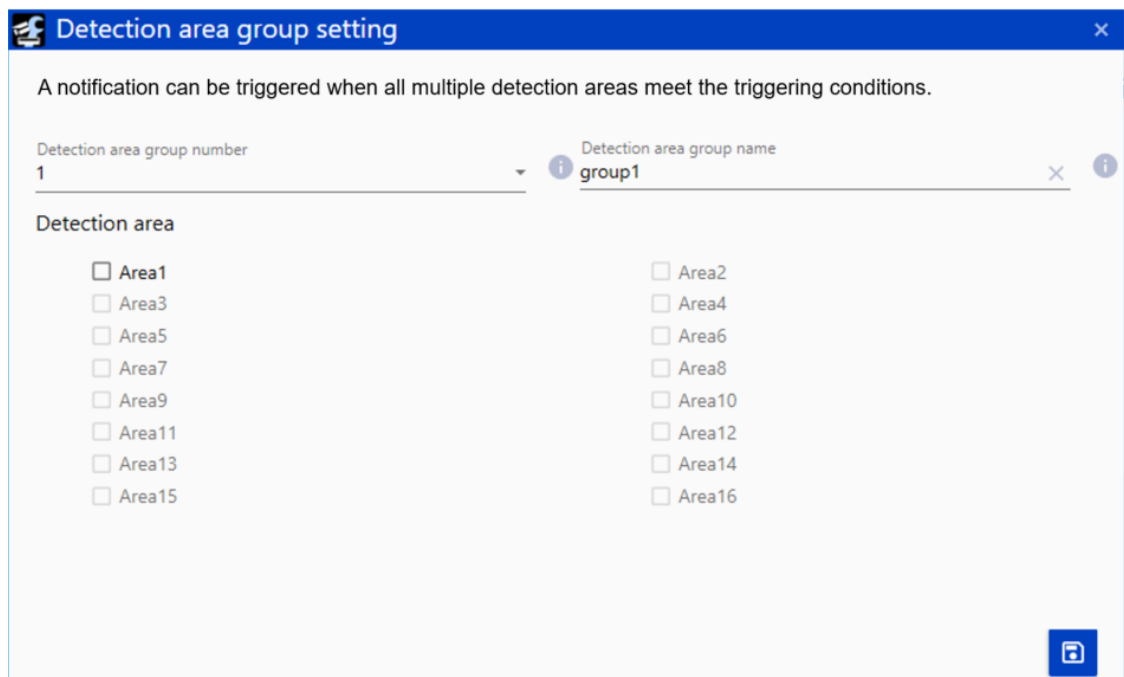 Detection area group setting
A notification can be triggered when all multiple detection areas meet the triggering conditions.
Detection area group number
1
Detection area group name
group1
Detection area
Area1
Area2
Area3
Area4
Area5
Area6
Area7
Area8
Area9
Area10
Area11
Area12
Area13
Area14
Area15
Area16